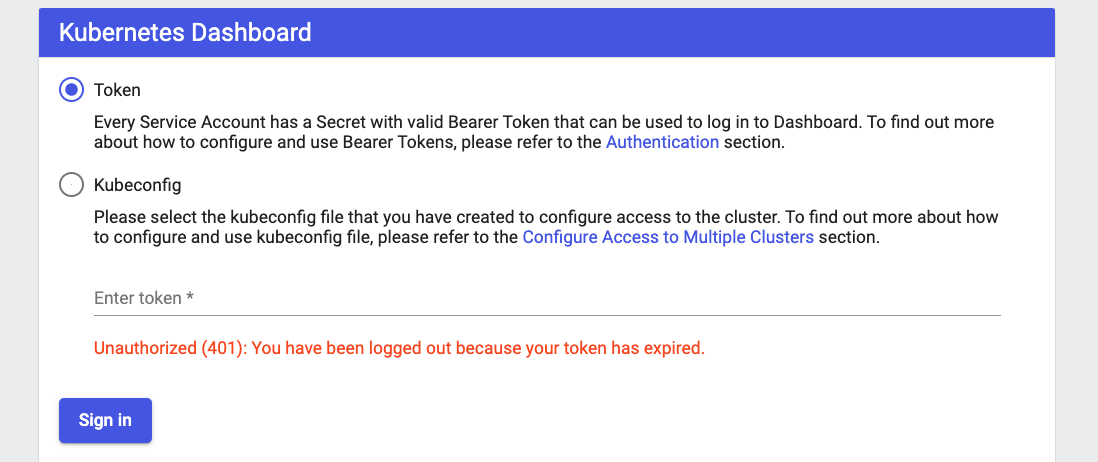 Kubernetes Dashboard
Token
Every Service Account has a Secret with valid Bearer Token that can be used to log in to Dashboard. To find out more
about how to configure and use Bearer Tokens, please refer to the Authentication section.
Kubeconfig
Please select the kubeconfig file that you have created to configure access to the cluster. To find out more about how
to configure and use kubeconfig file, please refer to the Configure Access to Multiple Clusters section.
Enter token *
Unauthorized (401): You have been logged out because your token has expired.
Sign in